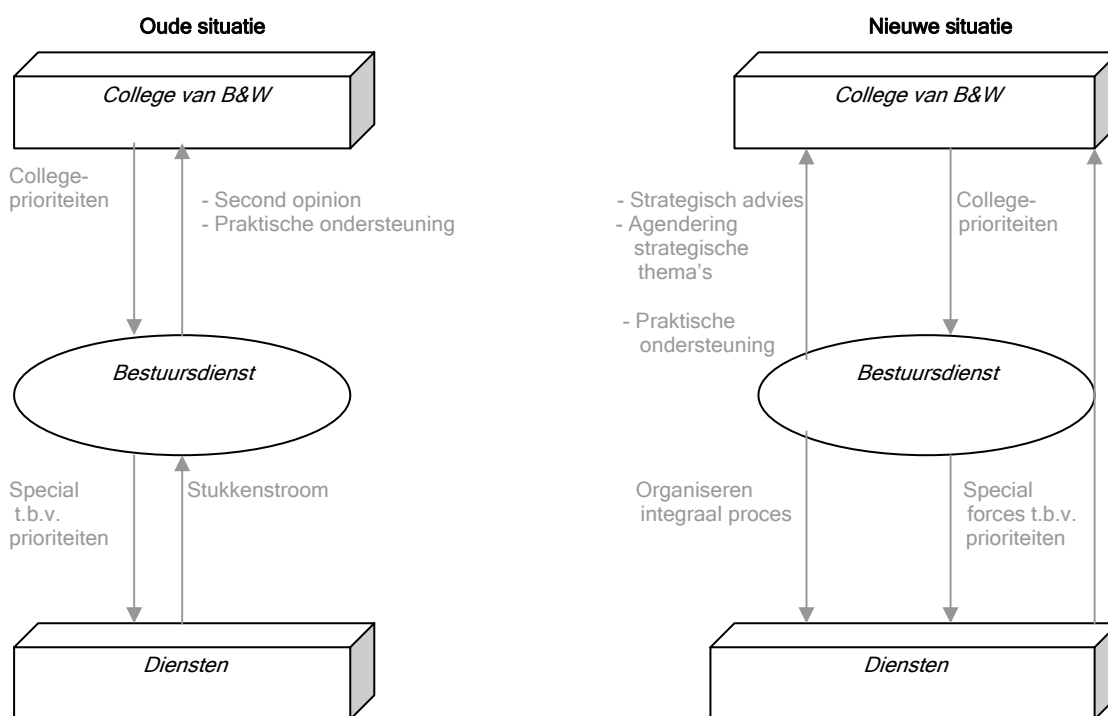 Oude situatie
College van B&W
College-
prioriteiten
- Second opinion
- Praktische ondersteuning
Bestuursdienst
Special
t.b.v.
prioriteiten
Stukkenstroom
Diensten
Nieuwe situatie
College van B&W
- Strategisch advies
- Agendering
strategische
thema's
- Praktische
ondersteuning
College-
prioriteiten
Bestuursdienst
Organiseren
integraal proces
Special
forces t.b.v.
prioriteiten
Diensten